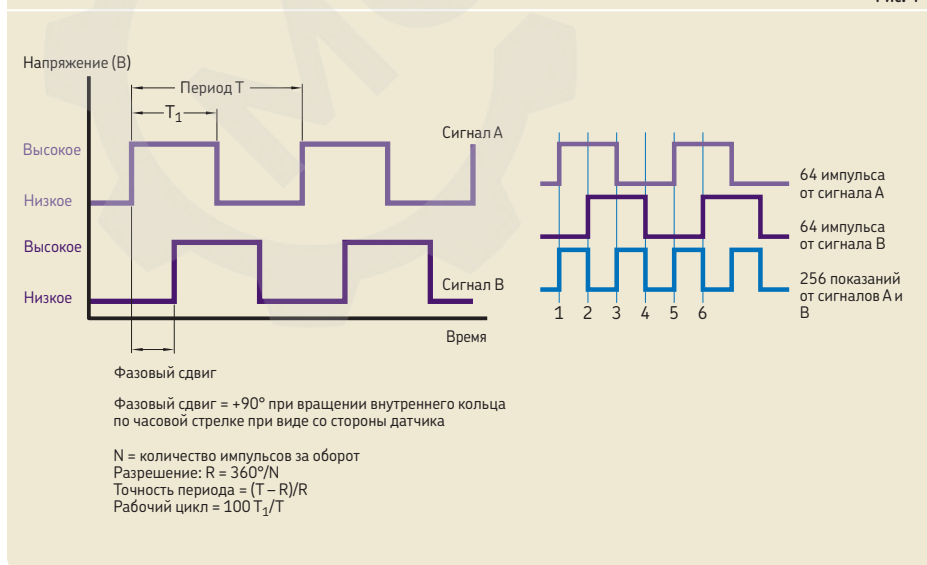 Напряжение (В)
Период T
T1
Сигнал A
Высокое
Низкое
Высокое
Низкое
Сигнал B
Время
Фазовый сдвиг
64 импульса
от сигнала A
64 импульса
от сигнала B
256 показаний
от сигналов A и
B
1 2 3 4 5 6
Фазовый сдвиг = +90° при вращении внутреннего кольца
по часовой стрелке при виде со стороны датчика
N = количество импульсов за оборот
Разрешение: R = 360°/N
Точность периода = (T – R)/R
Рабочий цикл = 100 T1/T